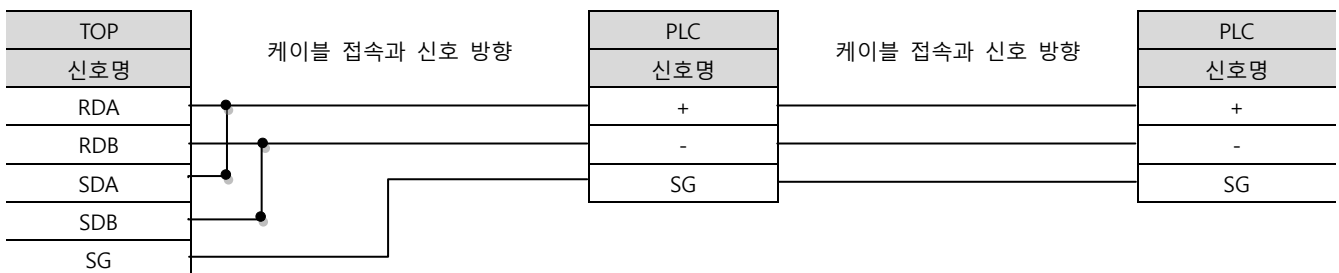 TOP 케이블 접속과 신호 방향 PLC 케이블 접속과 신호 방향 PLC
신호명 신호명 신호명
RDA + +
RDB - -
SDA SG SG
SDB
SG